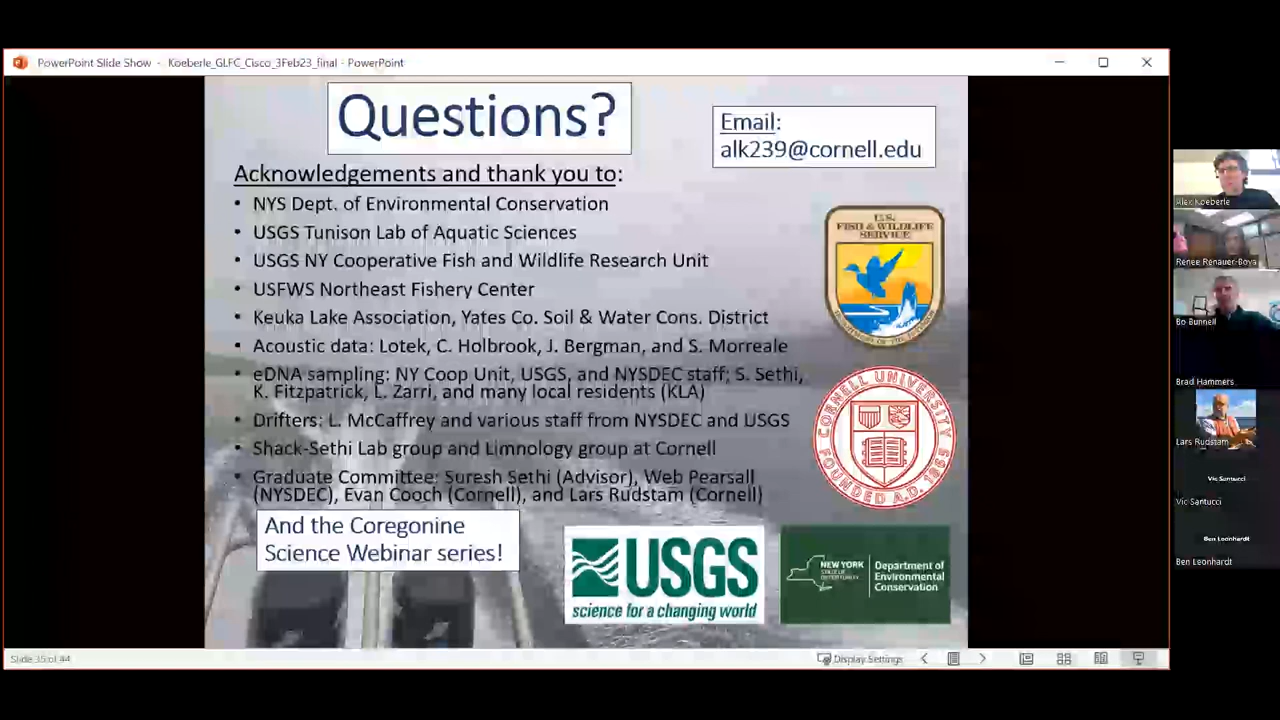 PowerPoint Slide Show - Koeberle_GLFC_Cisco_3Feb23_final - PowerPoint
Questions?
Email:
alk239@cornell.edu
Acknowledgements and thank you to:
• NYS Dept. of Environmental Conservation
• USGS Tunison Lab of Aquatic Sciences
• USGS NY Cooperative Fish and Wildlife Research Unit
• USFWS Northeast Fishery Center
• Keuka Lake Association, Yates Co. Soil & Water Cons. District
• Acoustic data: Lotek, C. Holbrook, J. Bergman, and S. Morreale
• eDNA sampling: NY Coop Unit, USGS, and NYSDEC staff; S. Sethi,
K. Fitzpatrick, L. Zarri, and many local residents (KLA)
• Drifters: L. McCaffrey and various staff from NYSDEC and USGS
• Shack-Sethi Lab group and Limnology group at Cornell
• Graduate Committee: Suresh Sethi (Advisor), Web Pearsall
(NYSDEC), Evan Cooch (Cornell), and Lars Rudstam (Cornell)
And the Coregonine
Science Webinar series!
U.S.
FISH & WILDLIFE
SERVICE
DEPARTMENT OF THE INTERIOR
CORNELL UNIVERSITY
FOUNDED A.D. 1865
USGS
science for a changing world
NEW YORK
STATE OF
OPPORTUNITY
Department of
Environmental
Conservation
Slide 35 of 44
Display Settings
Alex Koeberle
Renee Renauer-Bova
Bo Bunnell
Brad Hammers
Lars Rudstam
Vic Santucci
Vic Santucci
Ben Leonhardt
Ben Leonhardt